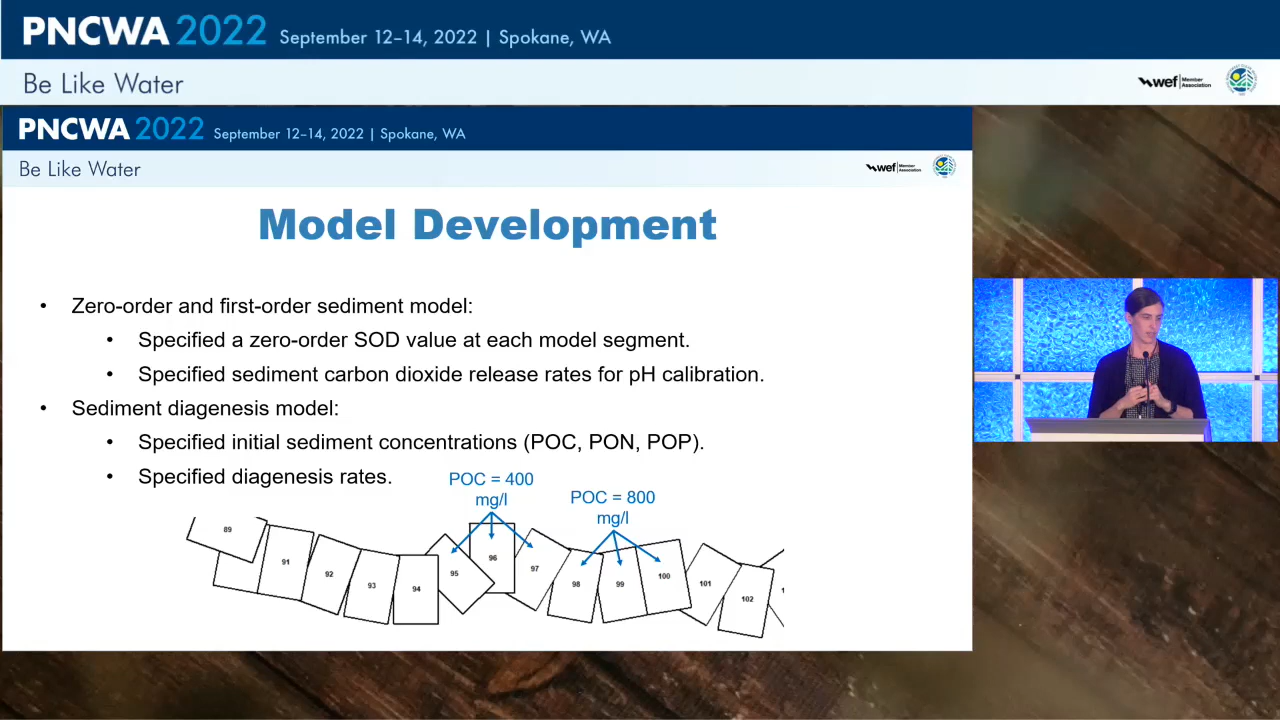 PNCWA 2022 September 12–14, 2022 | Spokane, WA
Be Like Water
wef Member Association
PNCWA 2022 September 12–14, 2022 | Spokane, WA
Be Like Water
wef Member Association
Model Development
• Zero-order and first-order sediment model:
• Specified a zero-order SOD value at each model segment.
• Specified sediment carbon dioxide release rates for pH calibration.
• Sediment diagenesis model:
• Specified initial sediment concentrations (POC, PON, POP).
• Specified diagenesis rates.
POC = 400
mg/l
POC = 800
mg/l
89
91
92
93
94
95
96
97
98
99
100
101
102